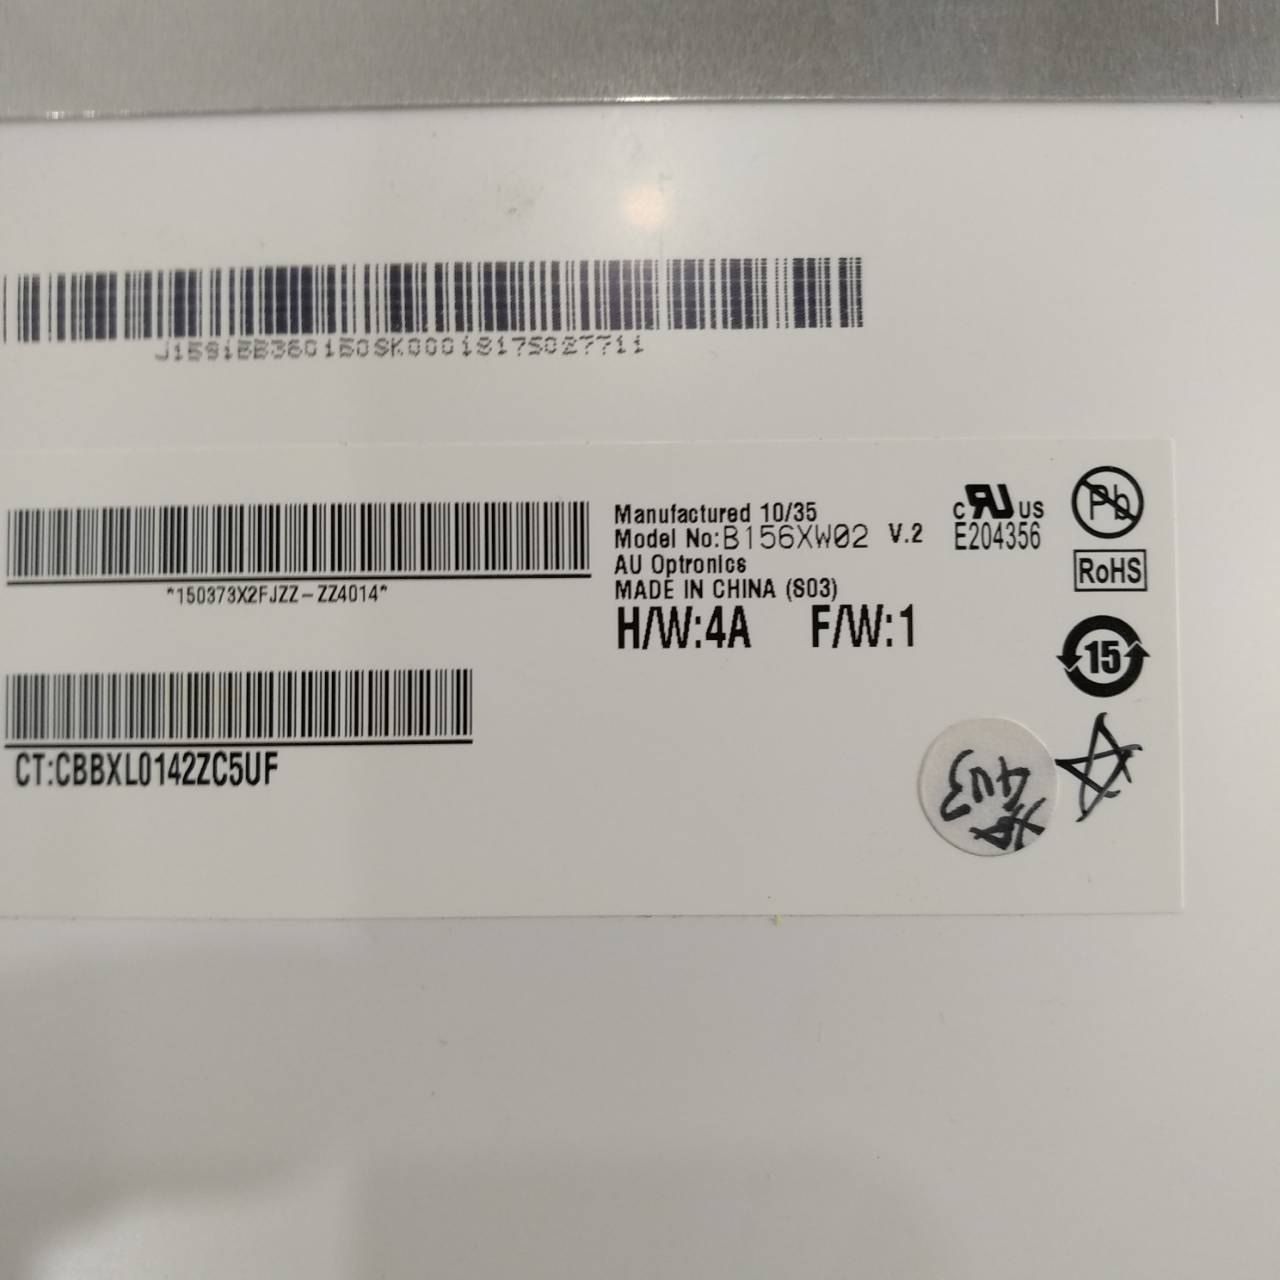 *150373X2FJZZ-ZZ4014*
CT:CBBXL0142ZC5UF
Manufactured 10/35
Model No:B156XW02 V.2
AU Optronics
MADE IN CHINA (S03)
H/W:4A F/W:1
c RU US
E204356
Pb
RoHS
15